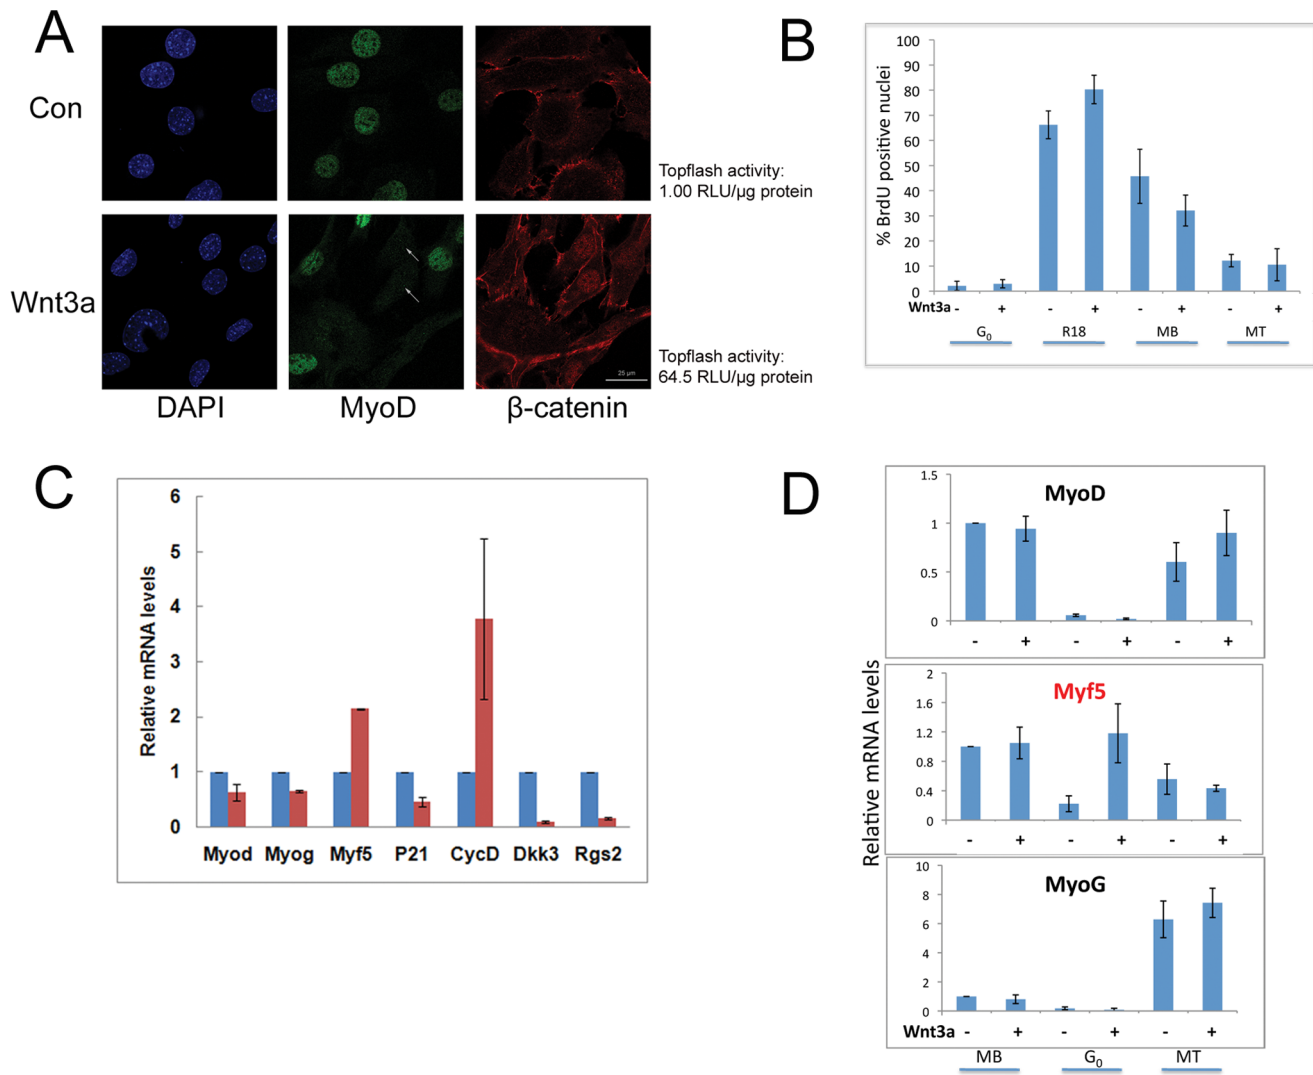 A
Con
Topflash activity:
1.00 RLU/µg protein
Wnt3a
25 µm
Topflash activity:
64.5 RLU/µg protein
DAPI MyoD β-catenin
B
% BrdU positive nuclei
100
90
80
70
60
50
40
30
20
10
0
Wnt3a - + - + - + - +
G0 R18 MB MT
C
Relative mRNA levels
6
5
4
3
2
1
0
Myod Myog Myf5 P21 CycD Dkk3 Rgs2
D
Relative mRNA levels
MyoD
1.5
1
0.5
0
- + - + - +
Myf5
2
1.6
1.2
0.8
0.4
0
- + - + - +
MyoG
10
8
6
4
2
0
Wnt3a - + - + - +
MB G0 MT